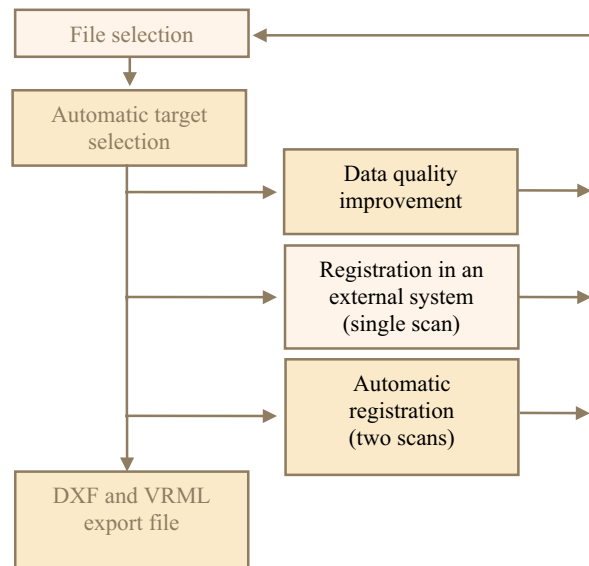 File selection
Automatic target
selection
Data quality
improvement
Registration in an
external system
(single scan)
Automatic
registration
(two scans)
DXF and VRML
export file